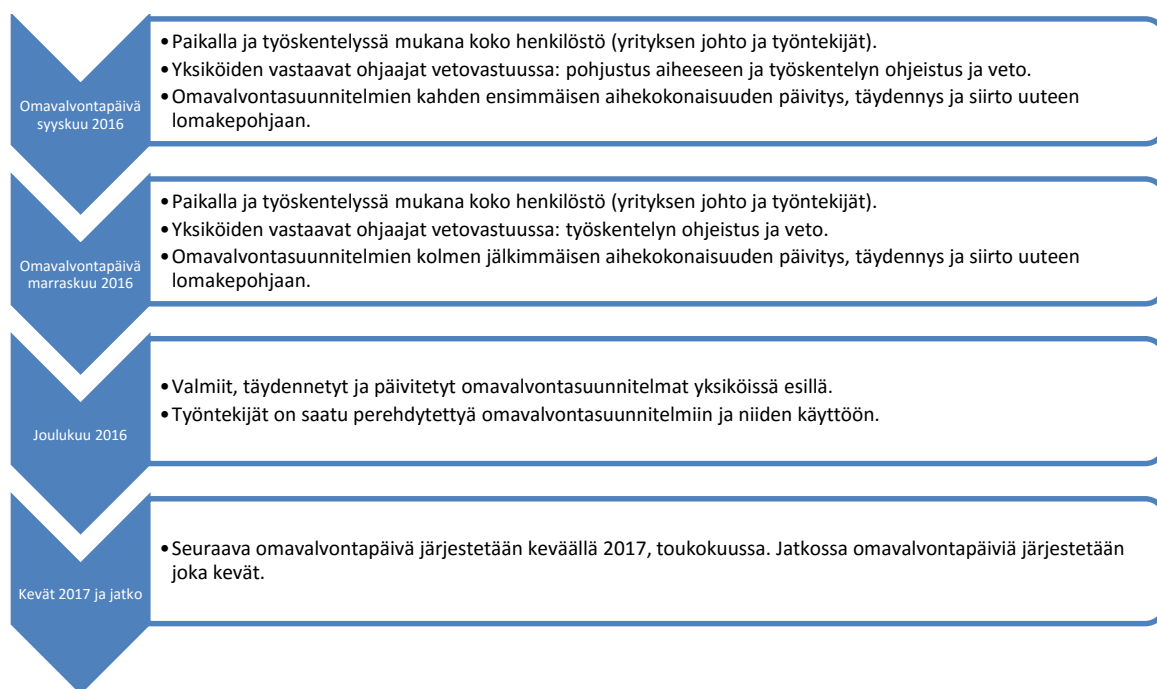 Omavalvontapäivä
syyskuu 2016
•Paikalla ja työskentelyssä mukana koko henkilöstö (yrityksen johto ja työntekijät).
•Yksiköiden vastaavat ohjaajat vetovastuussa: pohjustus aiheeseen ja työskentelyn ohjeistus ja veto.
•Omavalvontasuunnitelmien kahden ensimmäisen aihekokonaisuuden päivitys, täydennys ja siirto uuteen
lomakepohjaan.
Omavalvontapäivä
marraskuu 2016
•Paikalla ja työskentelyssä mukana koko henkilöstö (yrityksen johto ja työntekijät).
•Yksiköiden vastaavat ohjaajat vetovastuussa: työskentelyn ohjeistus ja veto.
•Omavalvontasuunnitelmien kolmen jälkimmäisen aihekokonaisuuden päivitys, täydennys ja siirto uuteen
lomakepohjaan.
Joulukuu 2016
•Valmiit, täydennetyt ja päivitetyt omavalvontasuunnitelmat yksiköissä esillä.
•Työntekijät on saatu perehdytettyä omavalvontasuunnitelmiin ja niiden käyttöön.
Kevät 2017 ja jatko
•Seuraava omavalvontapäivä järjestetään keväällä 2017, toukokuussa. Jatkossa omavalvontapäiviä järjestetään
joka kevät.